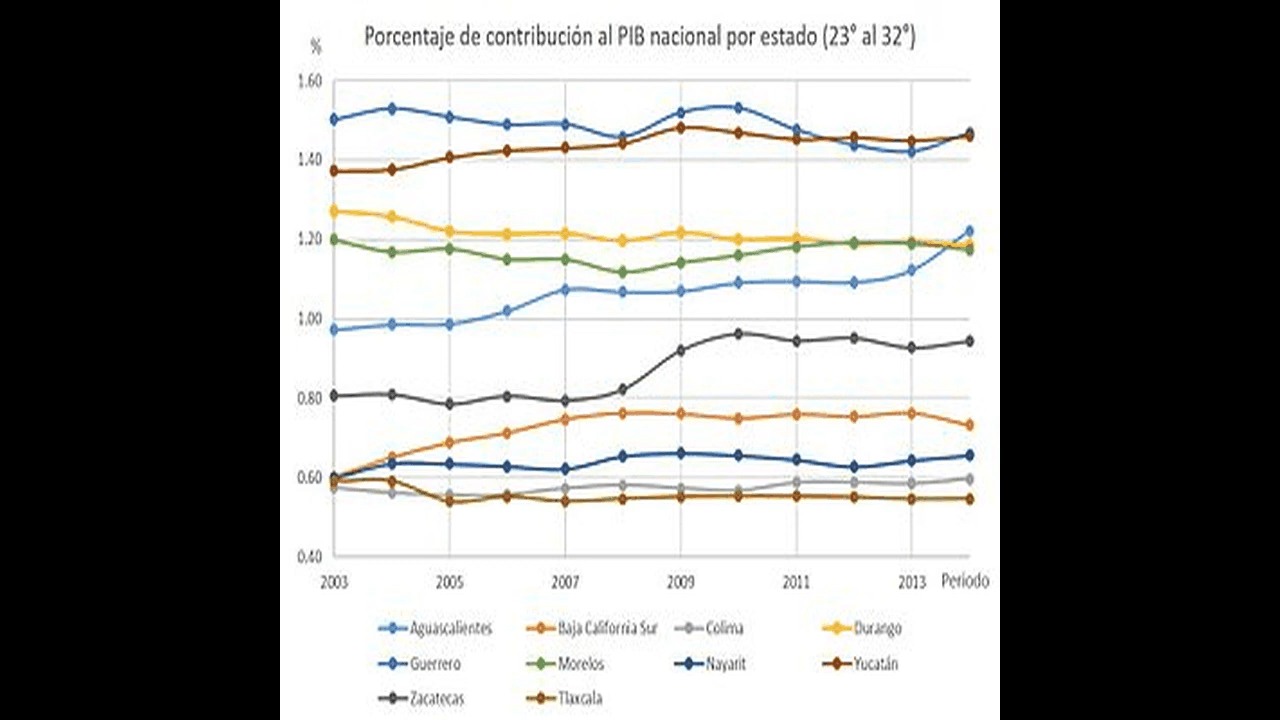 Porcentaje de contribución al PIB nacional por estado (23° al 32°)
%
1.60
1.40
1.20
1.00
0.80
0.60
0.40
2003 2005 2007 2009 2011 2013 Período
Aguascalientes Baja California Sur Colima Durango
Guerrero Morelos Nayarit Yucatán
Zacatecas Tlaxcala